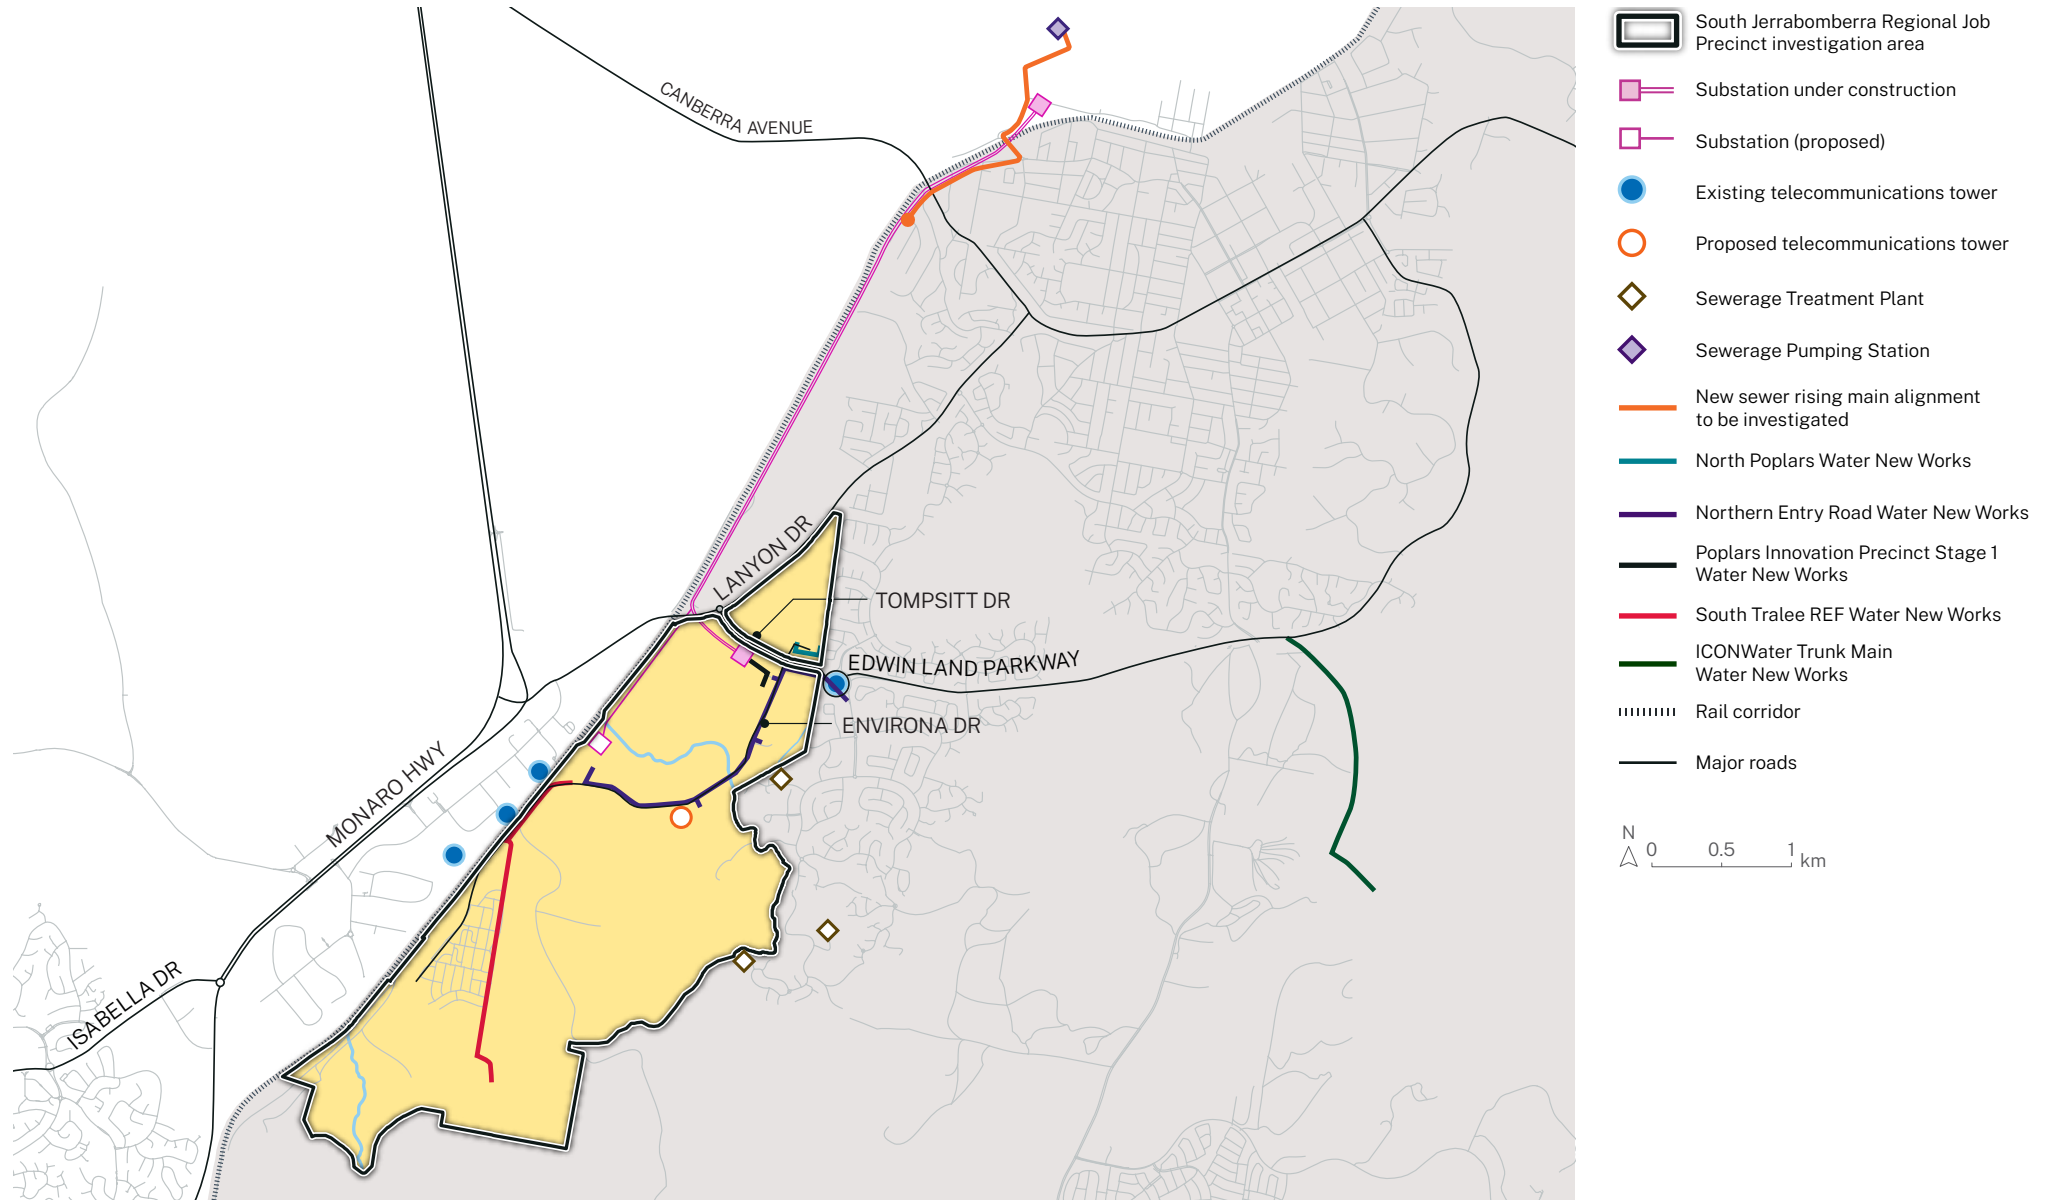 CANBERRA AVENUE
LANYON DR
TOMPSITT DR
EDWIN LAND PARKWAY
ENVIRONA DR
MONARO HWY
ISABELLA DR
South Jerrabomberra Regional Job
Precinct investigation area
Substation under construction
Substation (proposed)
Existing telecommunications tower
Proposed telecommunications tower
Sewerage Treatment Plant
Sewerage Pumping Station
New sewer rising main alignment
to be investigated
North Poplars Water New Works
Northern Entry Road Water New Works
Poplars Innovation Precinct Stage 1
Water New Works
South Tralee REF Water New Works
ICONWater Trunk Main
Water New Works
Rail corridor
Major roads
N
0 0.5 1 km